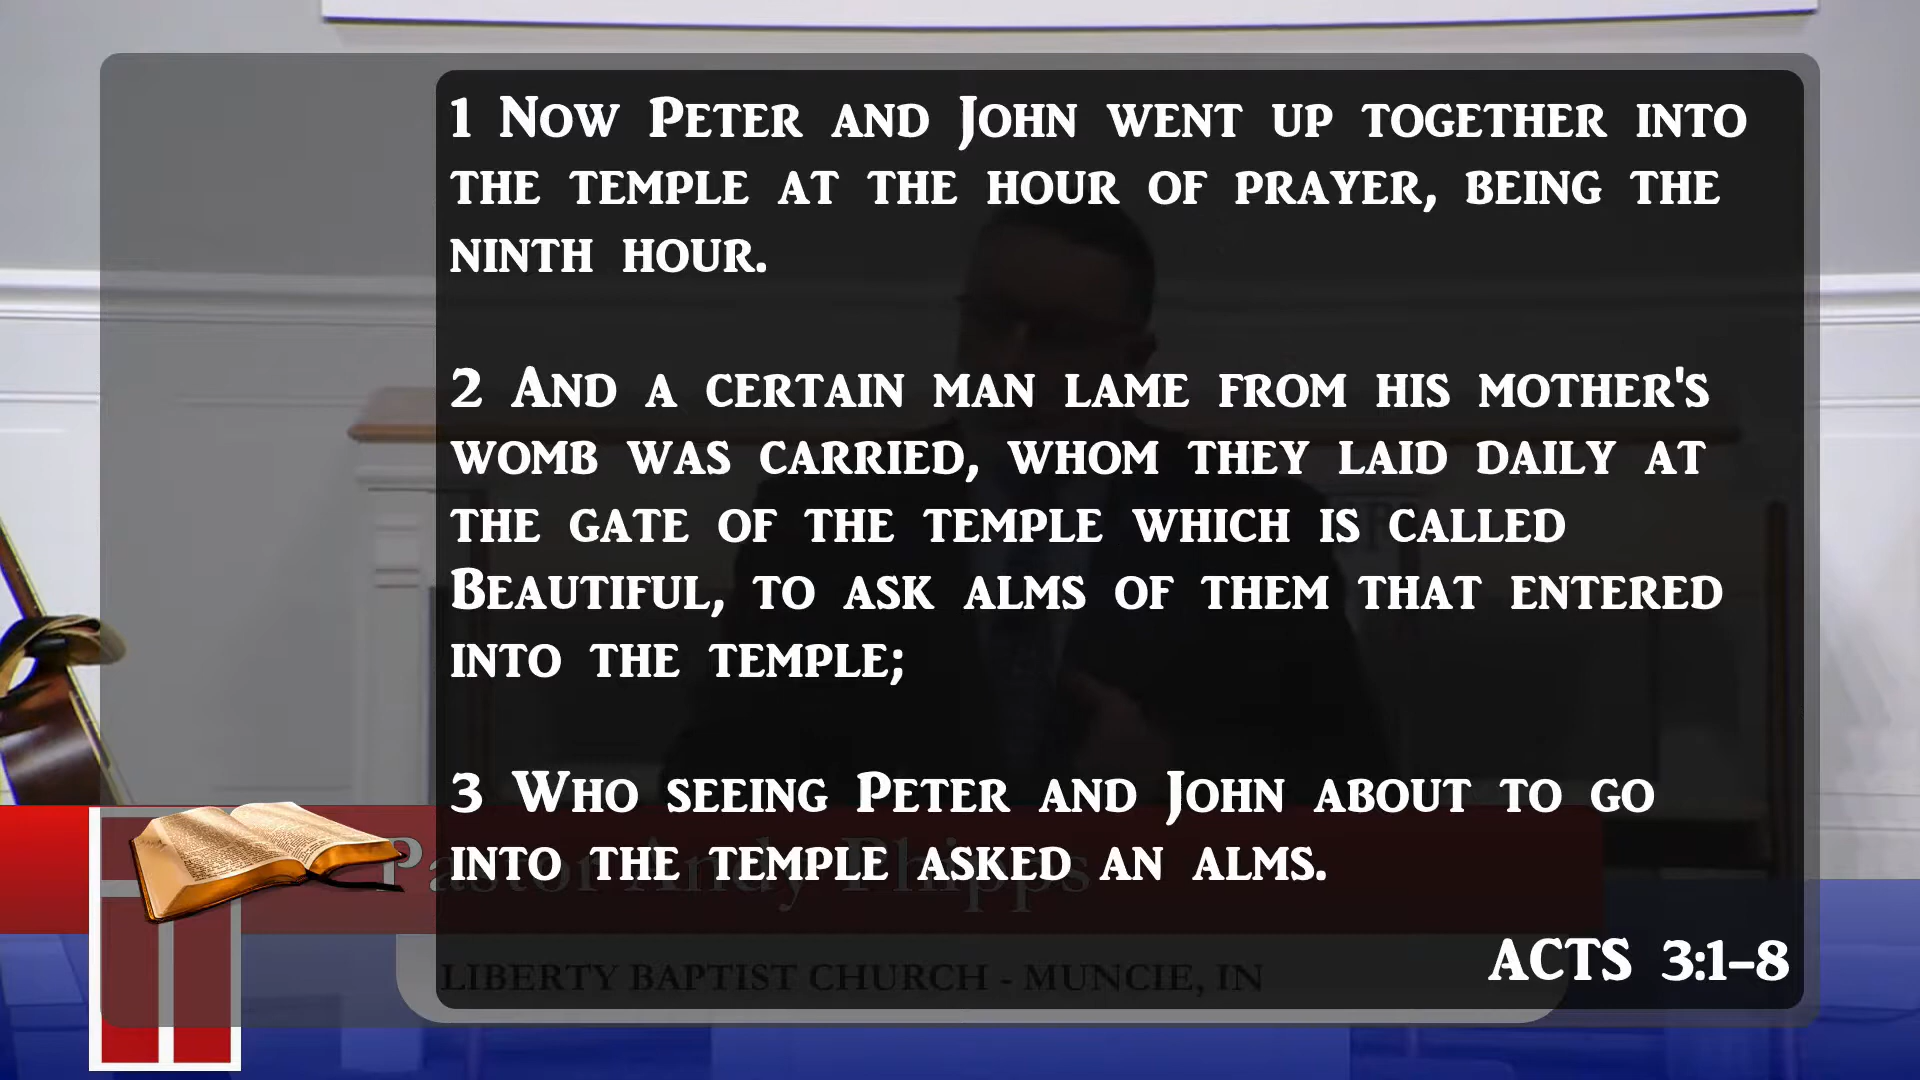 1 Now Peter and John went up together into
the temple at the hour of prayer, being the
ninth hour.
2 And a certain man lame from his mother's
womb was carried, whom they laid daily at
the gate of the temple which is called
Beautiful, to ask alms of them that entered
into the temple;
3 Who seeing Peter and John about to go
into the temple asked an alms.
Pastor Andy Phipps
ACTS 3:1-8
LIBERTY BAPTIST CHURCH - MUNCIE, IN